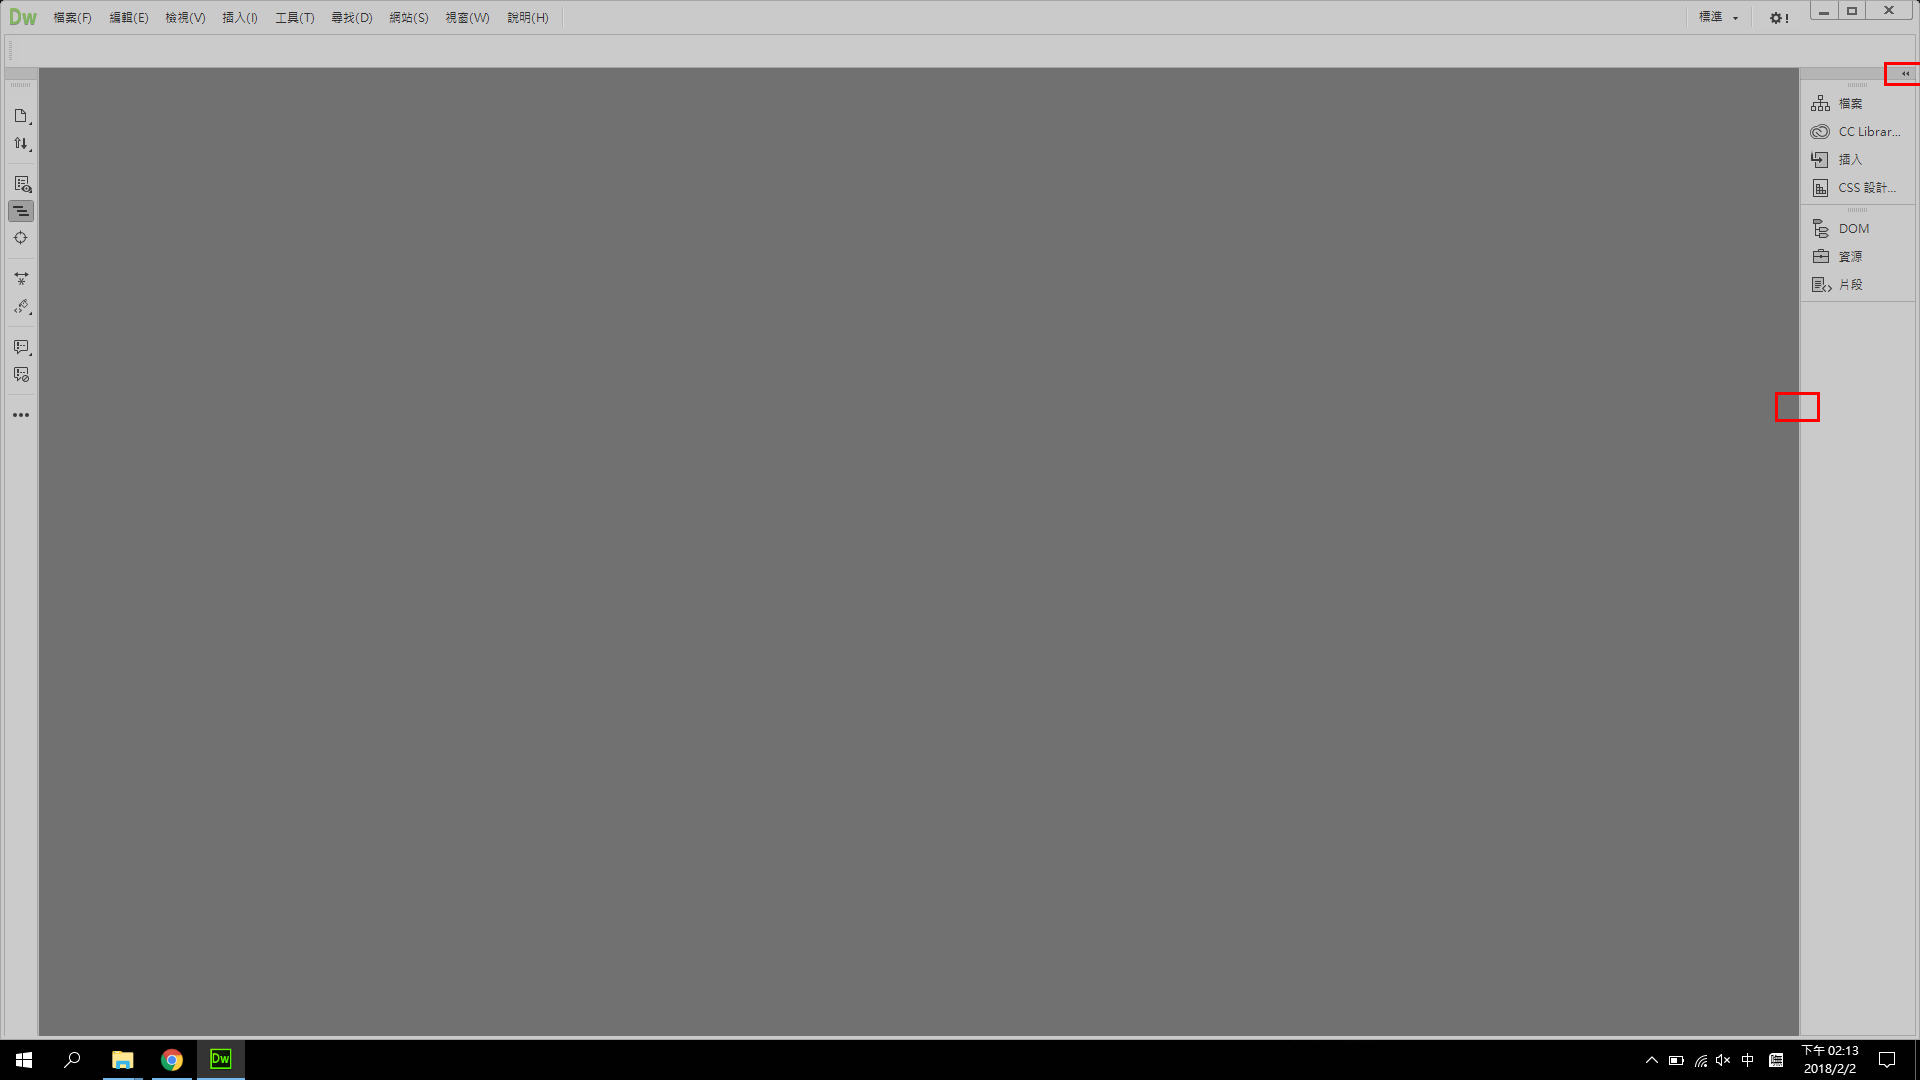 Dw 檔案(F) 編輯(E) 檢視(V) 插入(I) 工具(T) 尋找(D) 網站(S) 視窗(W) 說明(H) 標準
檔案
CC Librar...
插入
CSS 設計...
DOM
資源
片段
Dw
中
下午 02:13
2018/2/2